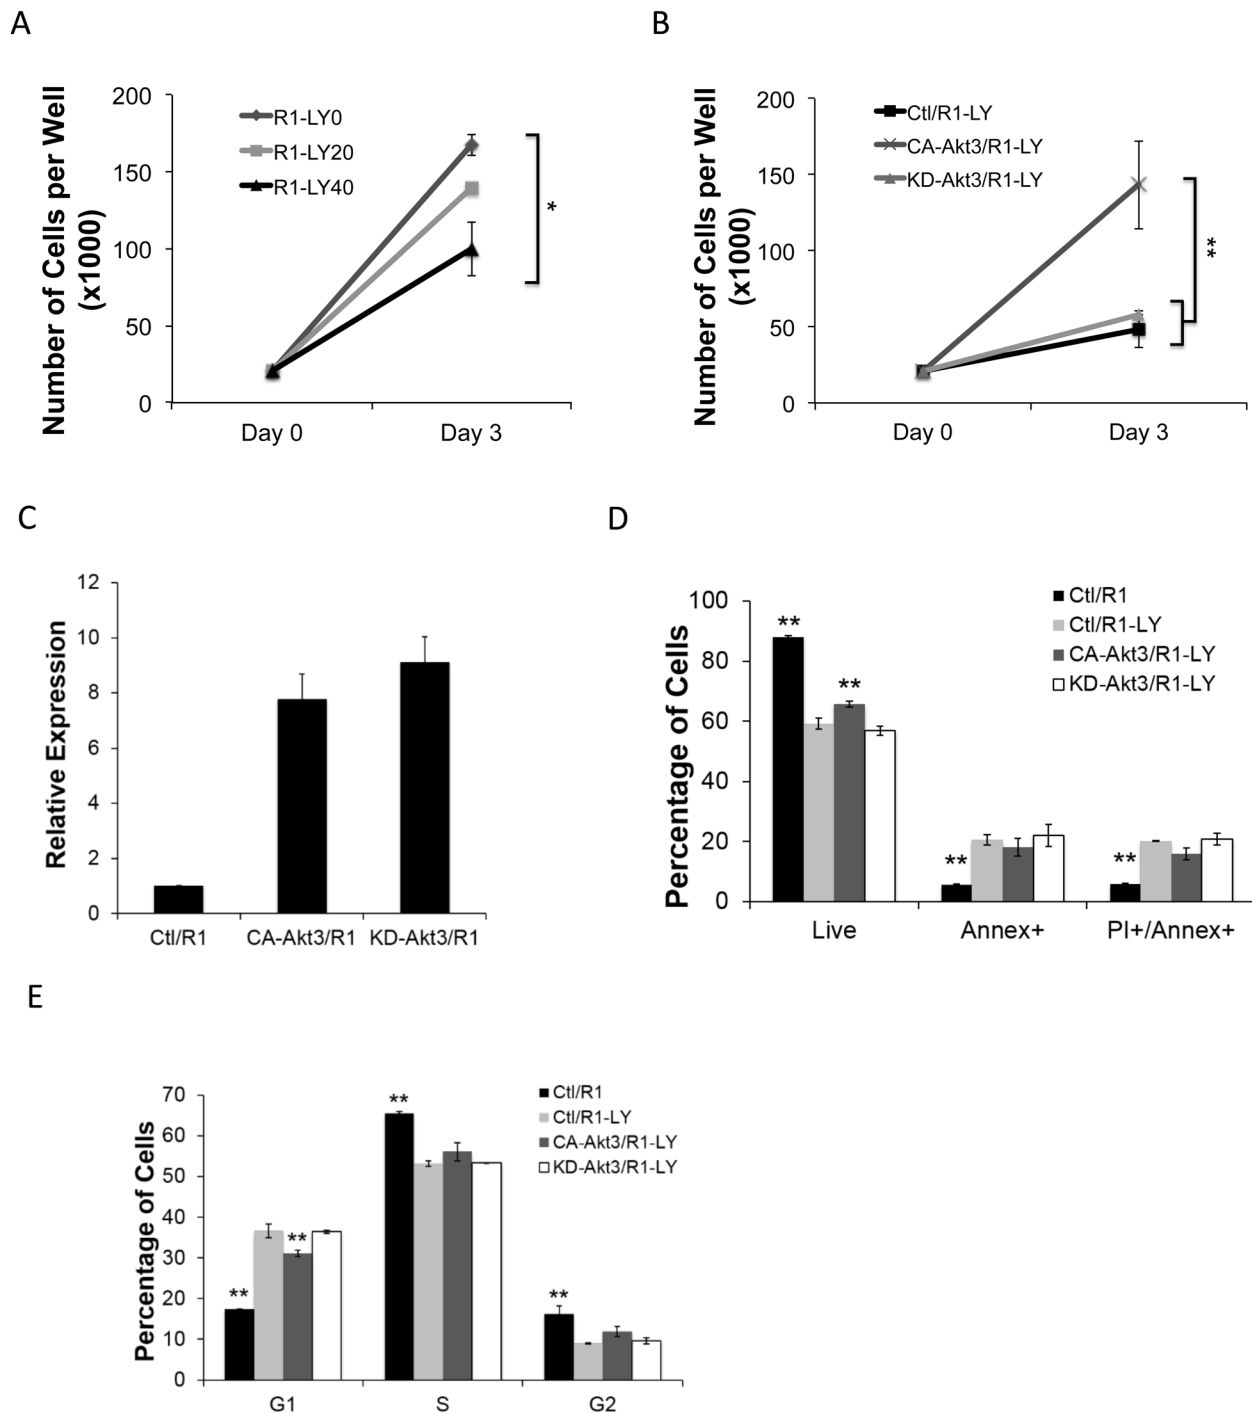 A
Number of Cells per Well
(x1000)
200
150
100
50
0
R1-LY0
R1-LY20
R1-LY40
*
Day 0
Day 3
B
Number of Cells per Well
(x1000)
200
150
100
50
0
Ctl/R1-LY
CA-Akt3/R1-LY
KD-Akt3/R1-LY
**
Day 0
Day 3
C
Relative Expression
12
10
8
6
4
2
0
Ctl/R1
CA-Akt3/R1
KD-Akt3/R1
D
Percentage of Cells
100
80
60
40
20
0
Ctl/R1
Ctl/R1-LY
CA-Akt3/R1-LY
KD-Akt3/R1-LY
**
**
**
**
Live
Annex+
PI+/Annex+
E
Percentage of Cells
70
60
50
40
30
20
10
0
Ctl/R1
Ctl/R1-LY
CA-Akt3/R1-LY
KD-Akt3/R1-LY
**
**
**
**
G1
S
G2